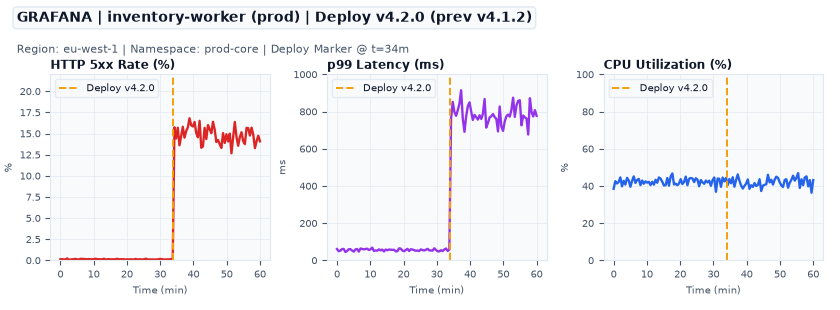 GRAFANA | inventory-worker (prod) | Deploy v4.2.0 (prev v4.1.2)
Region: eu-west-1 | Namespace: prod-core | Deploy Marker @ t=34m
HTTP 5xx Rate (%)
Deploy v4.2.0
20.0
17.5
15.0
12.5
10.0
7.5
5.0
2.5
0.0
%
0 10 20 30 40 50 60
Time (min)
p99 Latency (ms)
Deploy v4.2.0
1000
800
600
400
200
0
ms
0 10 20 30 40 50 60
Time (min)
CPU Utilization (%)
Deploy v4.2.0
100
80
60
40
20
0
%
0 10 20 30 40 50 60
Time (min)